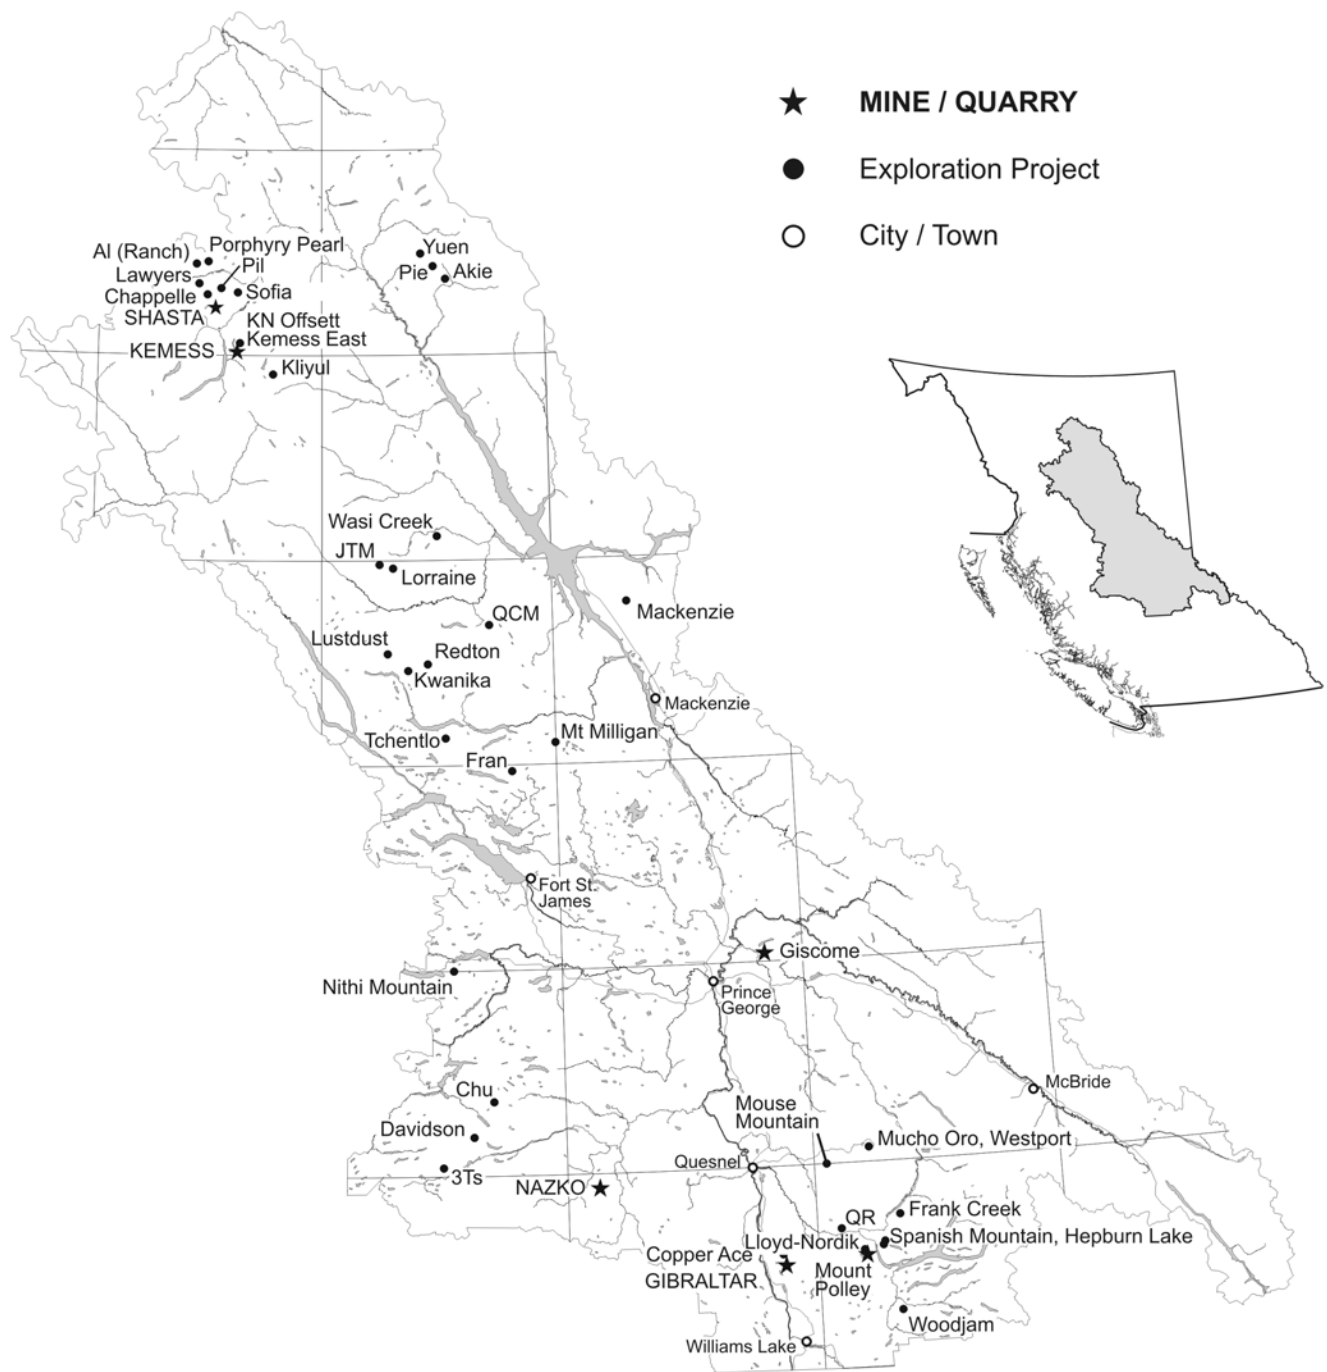 MINE / QUARRY
Exploration Project
City / Town
Al (Ranch)
Porphyry Pearl
Pil
Lawyers
Chappelle
Sofia
SHASTA
KN Offsett
Kemess East
KEMESS
Kliyul
Yuen
Pie
Akie
Wasi Creek
JTM
Lorraine
QCM
Mackenzie
Lustdust
Redton
Kwanika
Mackenzie
Tchentlo
Mt Milligan
Fran
Fort St.
James
Giscome
Nithi Mountain
Prince
George
Chu
McBride
Mouse
Mountain
Davidson
Mucho Oro, Westport
Quesnel
3Ts
NAZKO
Frank Creek
QR
Spanish Mountain, Hepburn Lake
Lloyd-Nordik
Copper Ace
GIBRALTAR
Mount
Polley
Woodjam
Williams Lake